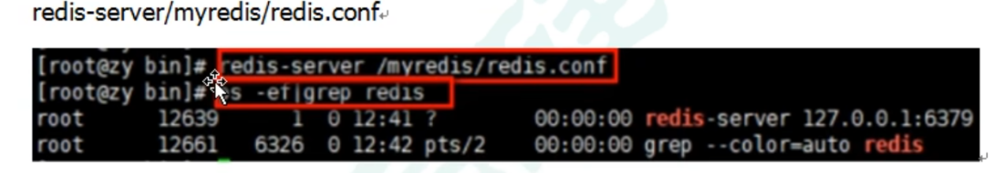 redis-server/myredis/redis.conf
[root@zy bin]# redis-server /myredis/redis.conf
[root@zy bin]# ps -ef|grep redis
root 12639 1 0 12:41 ? 00:00:00 redis-server 127.0.0.1:6379
root 12661 6326 0 12:42 pts/2 00:00:00 grep --color=auto redis